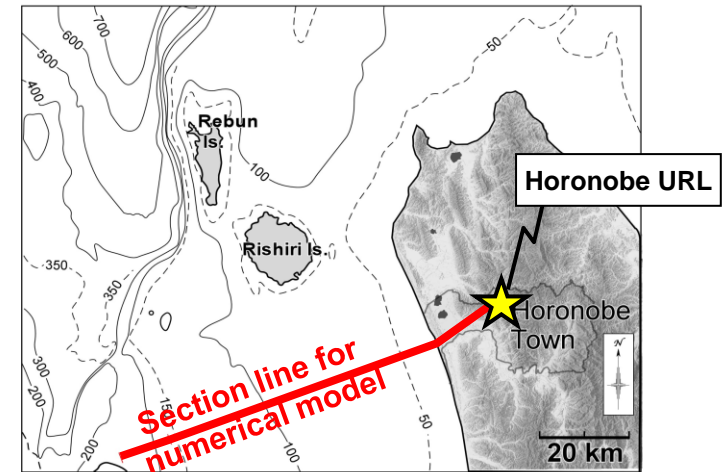 700
600
500
400
50
Rebun
Is.
100
Horonobe URL
Rishiri Is.
350
350
Horonobe
Town
N
300
200
200
15
100
50
Section line for
numerical model
20 km